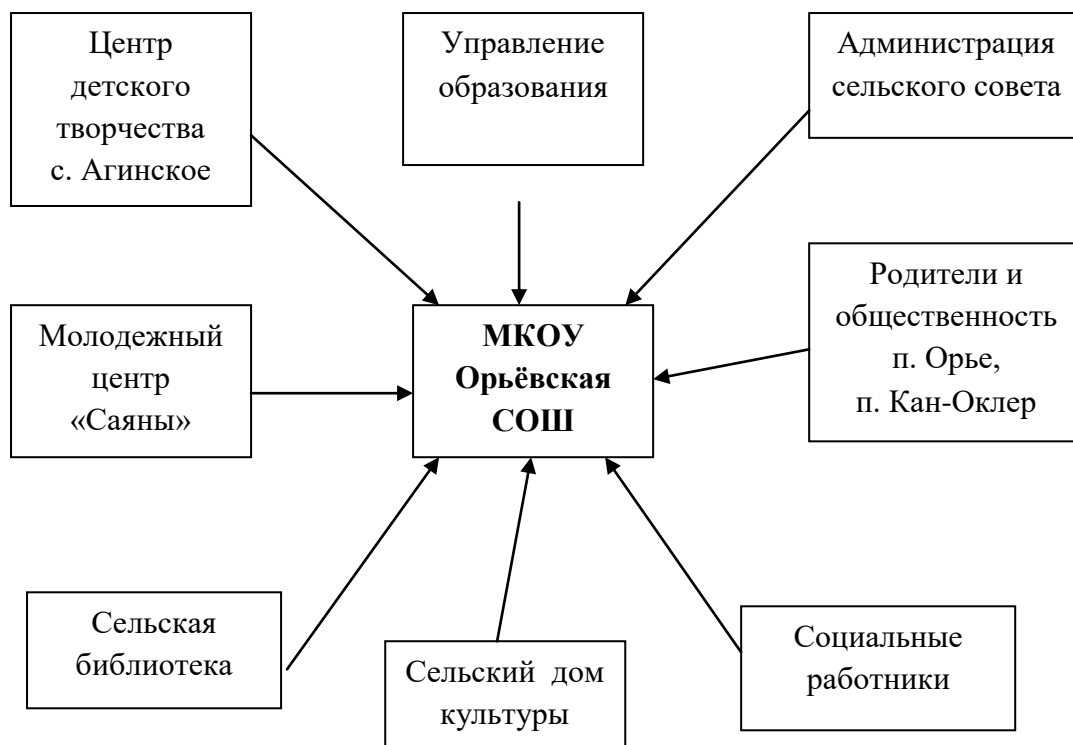 Центр
детского
творчества
с. Агинское
Управление
образования
Администрация
сельского совета
Молодежный
центр
«Саяны»
МКОУ
Орьёвская
СОШ
Родители и
общественность
п. Орье,
п. Кан-Оклер
Сельская
библиотека
Сельский дом
культуры
Социальные
работники